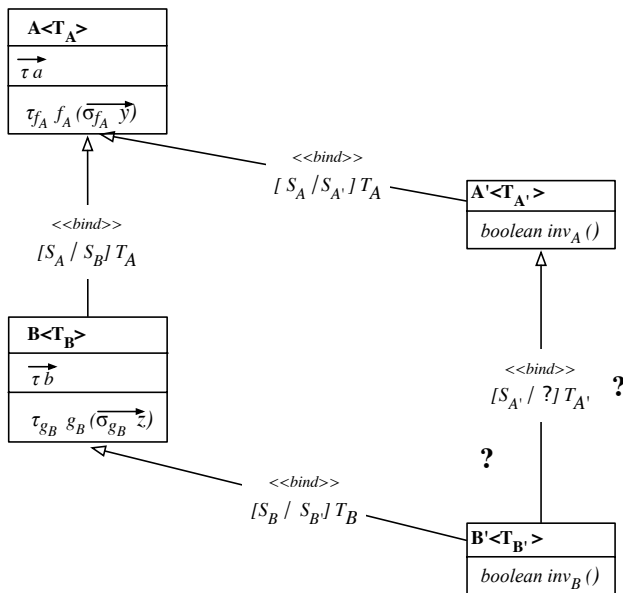 A<T_A>
τ a
τ_{f_A} f_A (σ_{f_A} y)
<<bind>>
[ S_A / S_{A'} ] T_A
A'<T_{A'}>
boolean inv_A ()
<<bind>>
[S_A / S_B] T_A
B<T_B>
τ b
τ_{g_B} g_B (σ_{g_B} z)
<<bind>>
[S_{A'} / ?] T_{A'}
?
?
<<bind>>
[S_B / S_{B'}] T_B
B'<T_{B'}>
boolean inv_B ()